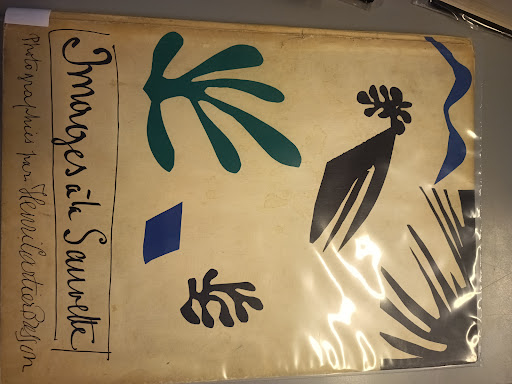 Images à la Sauvette
photographies par Henri Cartier Bresson